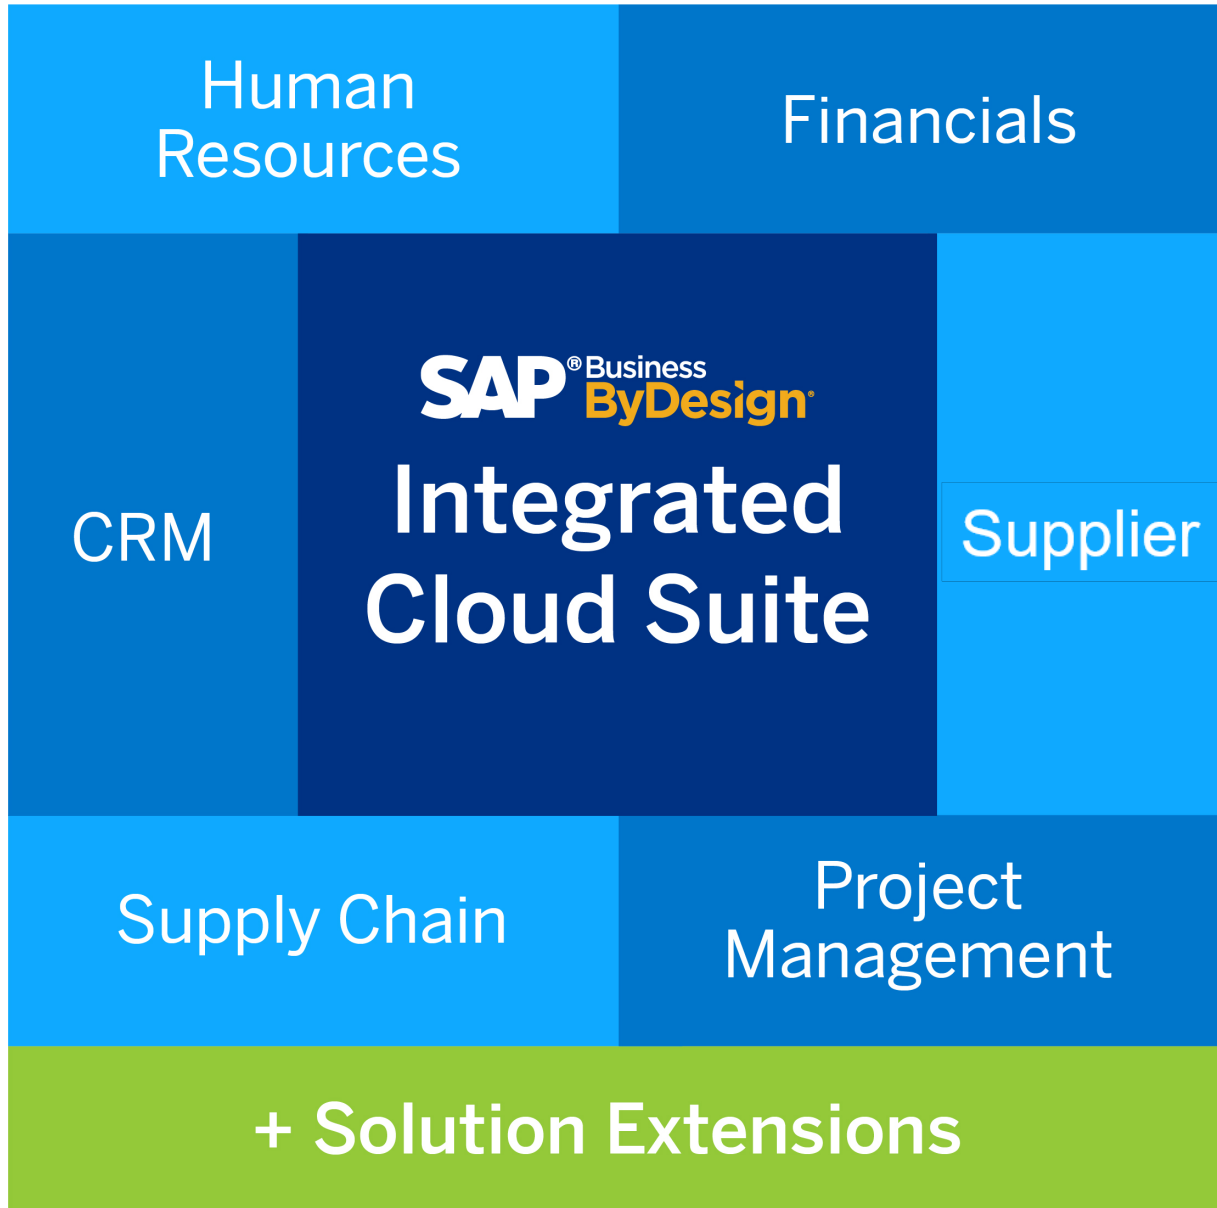 Human
Resources
Financials
SAP® Business
ByDesign®
Integrated
Cloud Suite
CRM
Supplier
Supply Chain
Project
Management
+ Solution Extensions